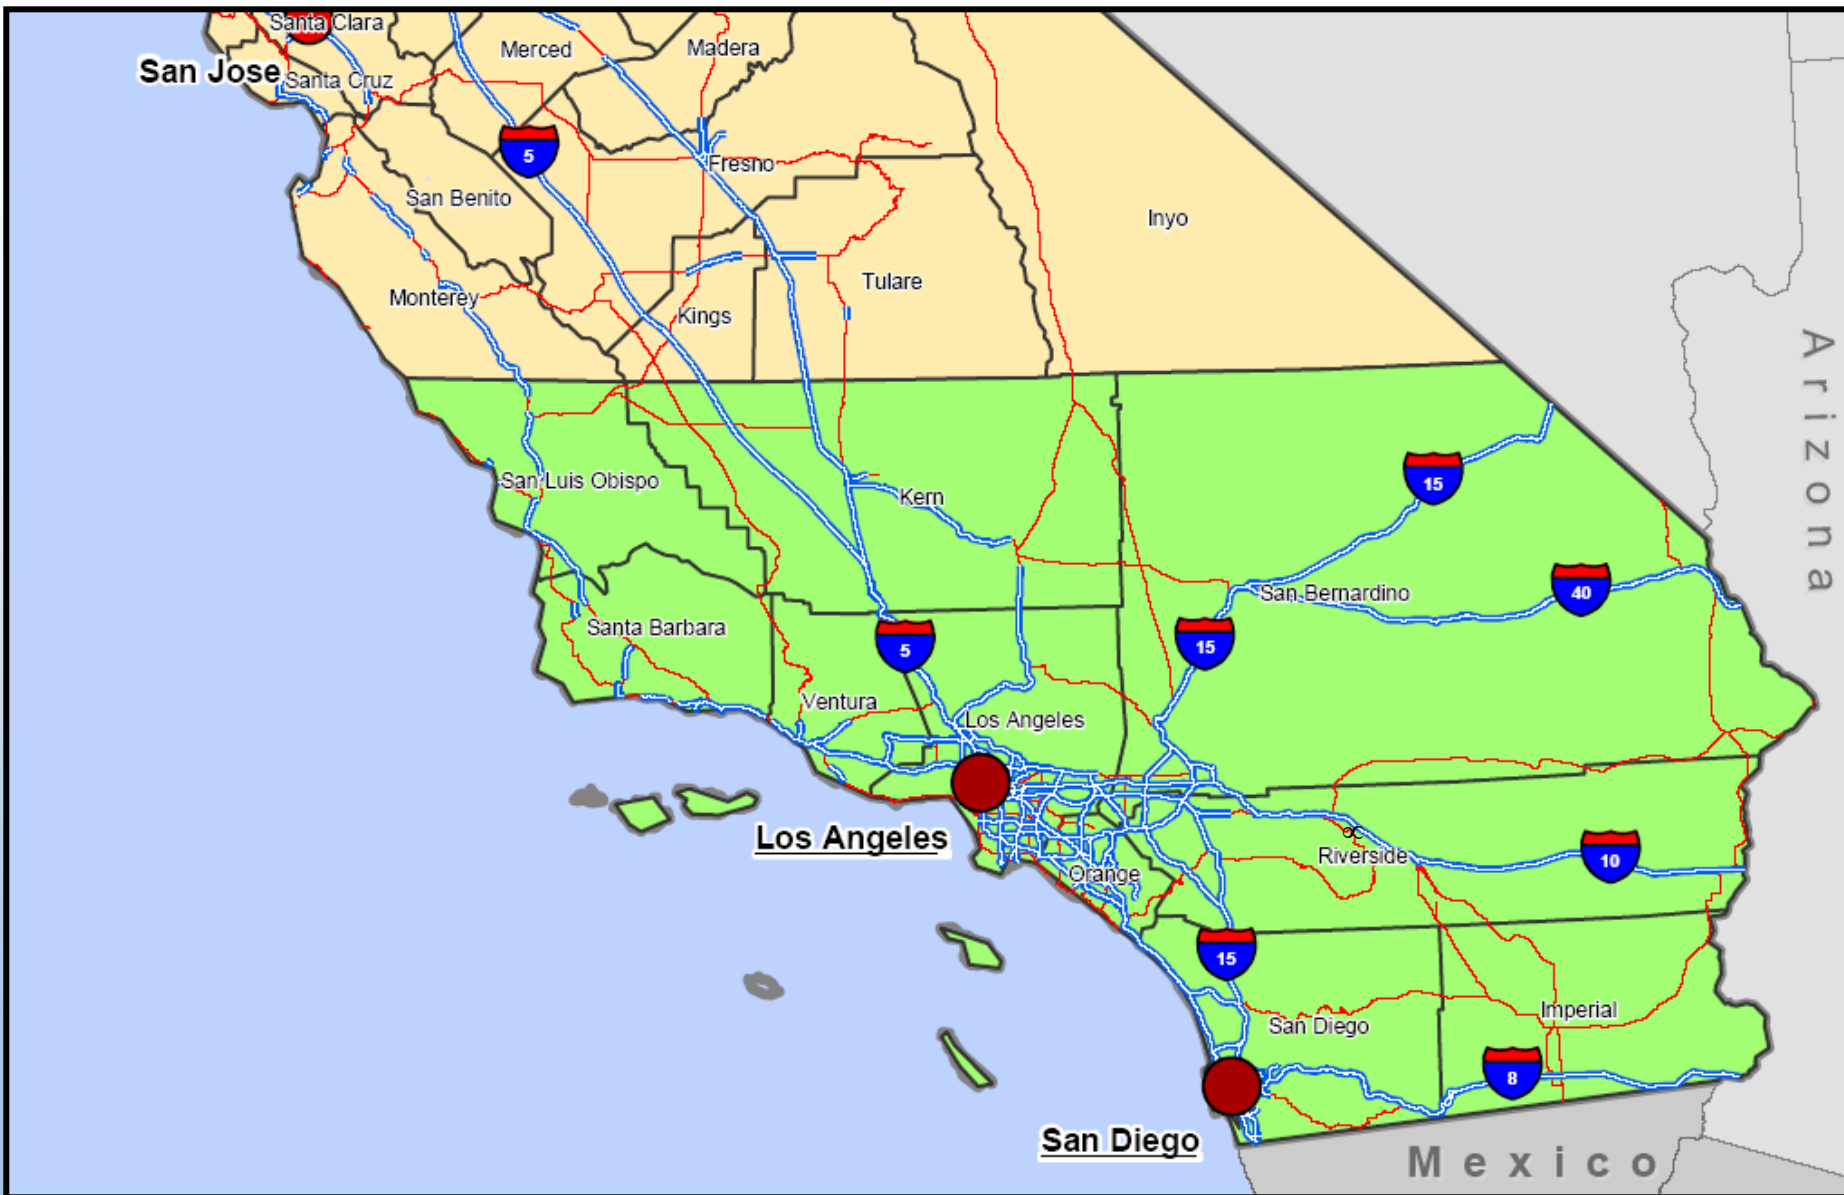 Santa Clara
San Jose
Santa Cruz
Merced
Madera
5
Fresno
San Benito
Inyo
Monterey
Tulare
Kings
Arizona
San Luis Obispo
Kern
15
40
San Bernardino
Santa Barbara
5
15
Ventura
Los Angeles
Los Angeles
Orange
Riverside
10
15
San Diego
Imperial
8
San Diego
Mexico